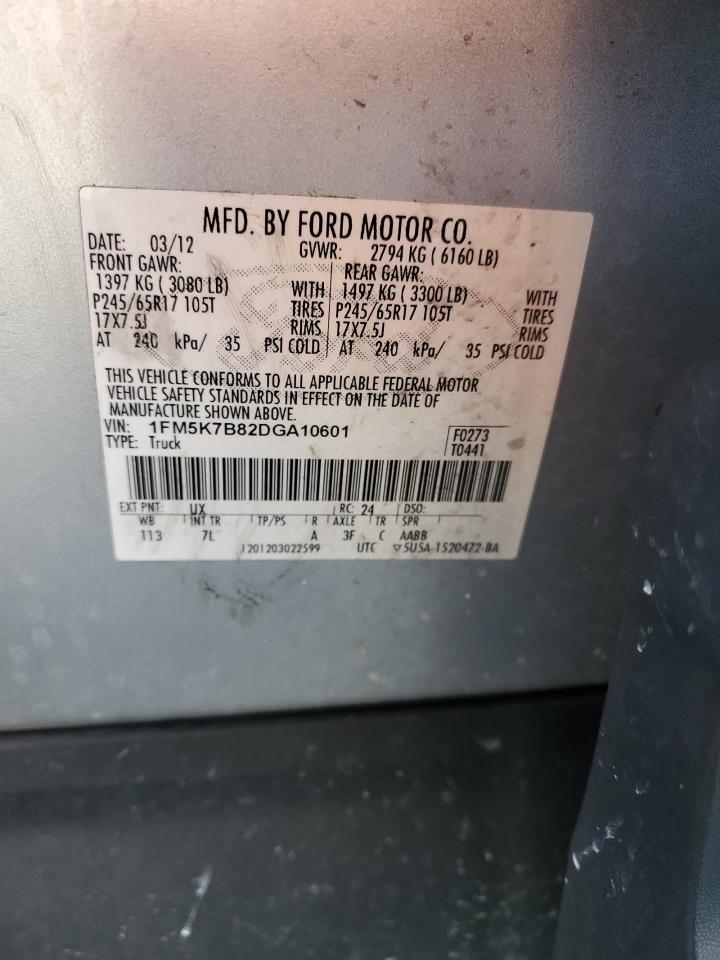 MFD. BY FORD MOTOR CO.
DATE: 03/12 GVWR: 2794 KG ( 6160 LB)
FRONT GAWR: REAR GAWR:
1397 KG ( 3080 LB) WITH 1497 KG ( 3300 LB) WITH
P245/65R17 105T TIRES P245/65R17 105T TIRES
17X7.5J RIMS 17X7.5J RIMS
AT 240 kPa/ 35 PSI COLD AT 240 kPa/ 35 PSI COLD
THIS VEHICLE CONFORMS TO ALL APPLICABLE FEDERAL MOTOR
VEHICLE SAFETY STANDARDS IN EFFECT ON THE DATE OF
MANUFACTURE SHOWN ABOVE.
VIN: 1FM5K7B82DGA10601 F0273
TYPE: Truck T0441
EXT PNT: UX RC: 24 DSO:
WB INT TR TP/PS R AXLE TR SPR
113 7L A 3F C AABB
1201203022599 UTC ▽5U5A-1520472-BA